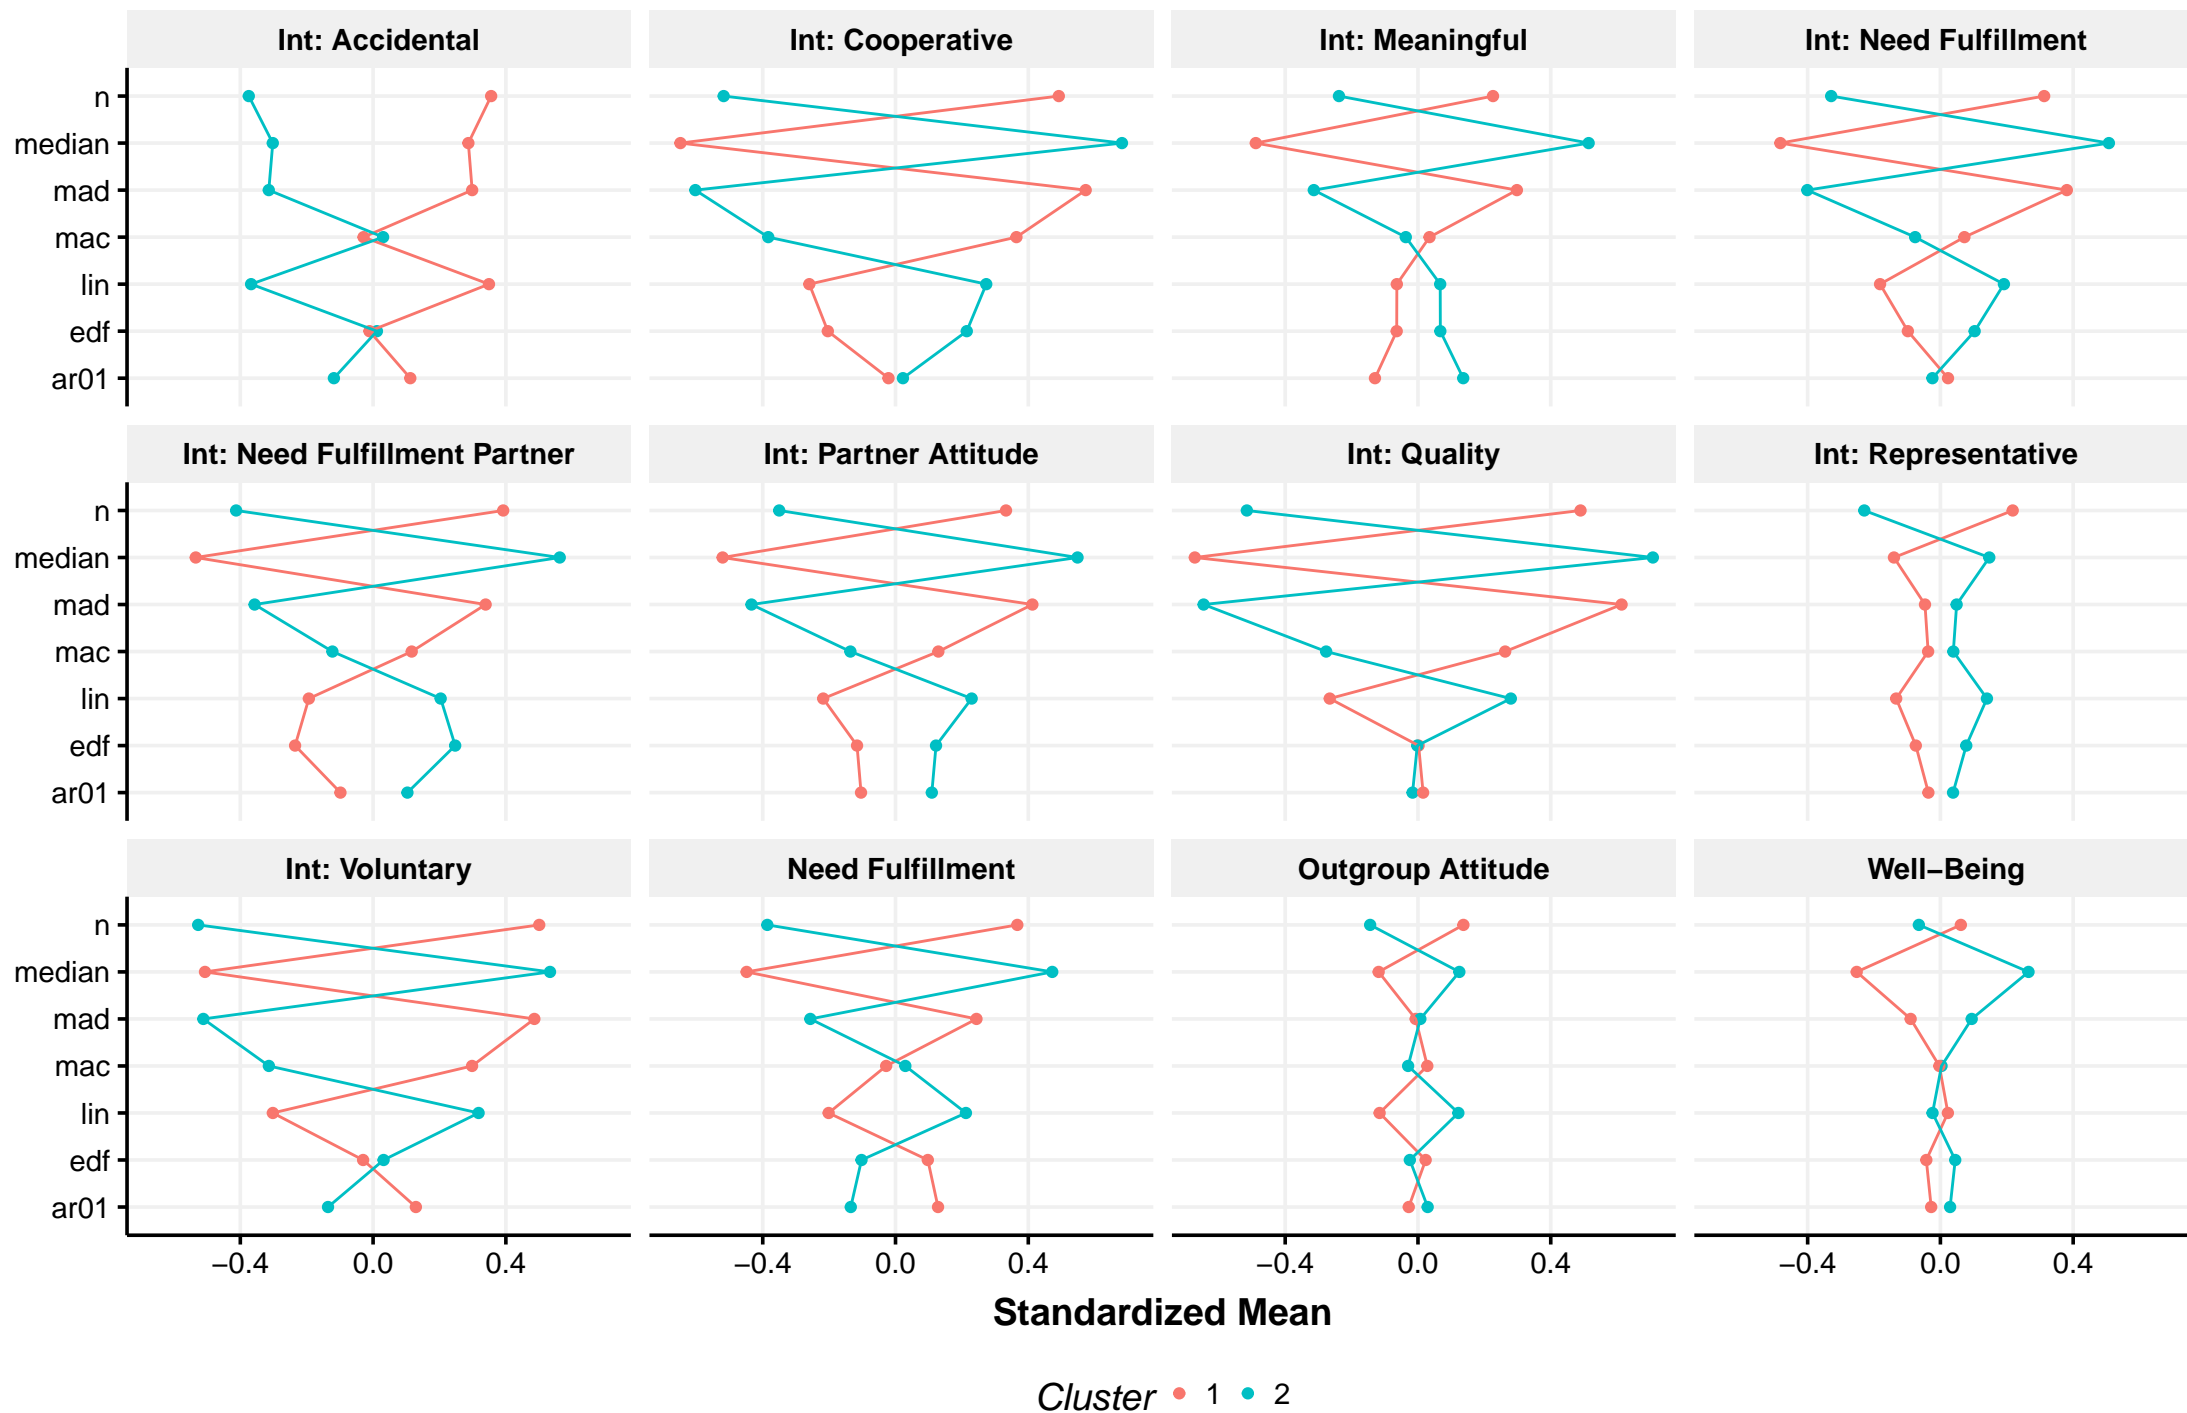 Int: Accidental Int: Cooperative Int: Meaningful Int: Need Fulfillment
n
median
mad
mac
lin
edf
ar01
Int: Need Fulfillment Partner Int: Partner Attitude Int: Quality Int: Representative
n
median
mad
mac
lin
edf
ar01
Int: Voluntary Need Fulfillment Outgroup Attitude Well−Being
n
median
mad
mac
lin
edf
ar01
−0.4 0.0 0.4 −0.4 0.0 0.4 −0.4 0.0 0.4 −0.4 0.0 0.4
Standardized Mean
Cluster 1 2